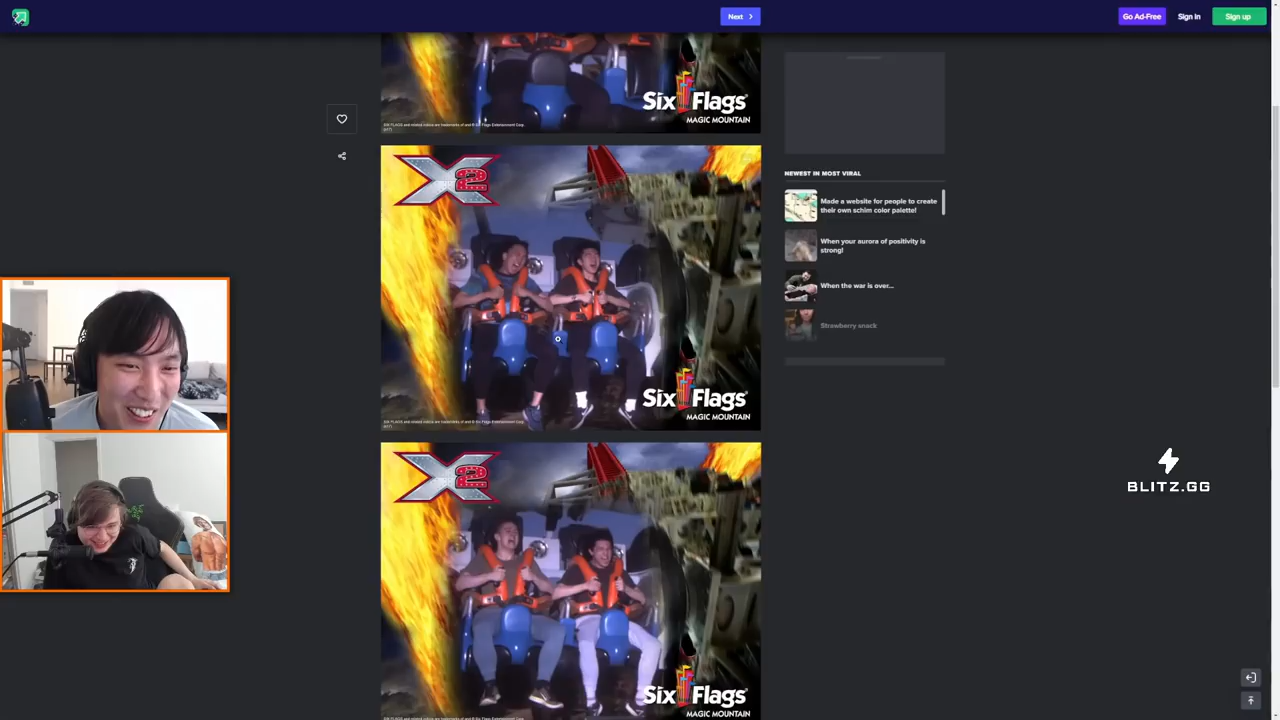 Next
Go Ad-Free
Sign in
Sign up
Six Flags
MAGIC MOUNTAIN
NEWEST IN MOST VIRAL
Made a website for people to create
their own schim color palette!
When your aurora of positivity is
strong!
When the war is over...
Strawberry snack
X2
Six Flags
MAGIC MOUNTAIN
BLITZ.GG
X2
Six Flags
MAGIC MOUNTAIN